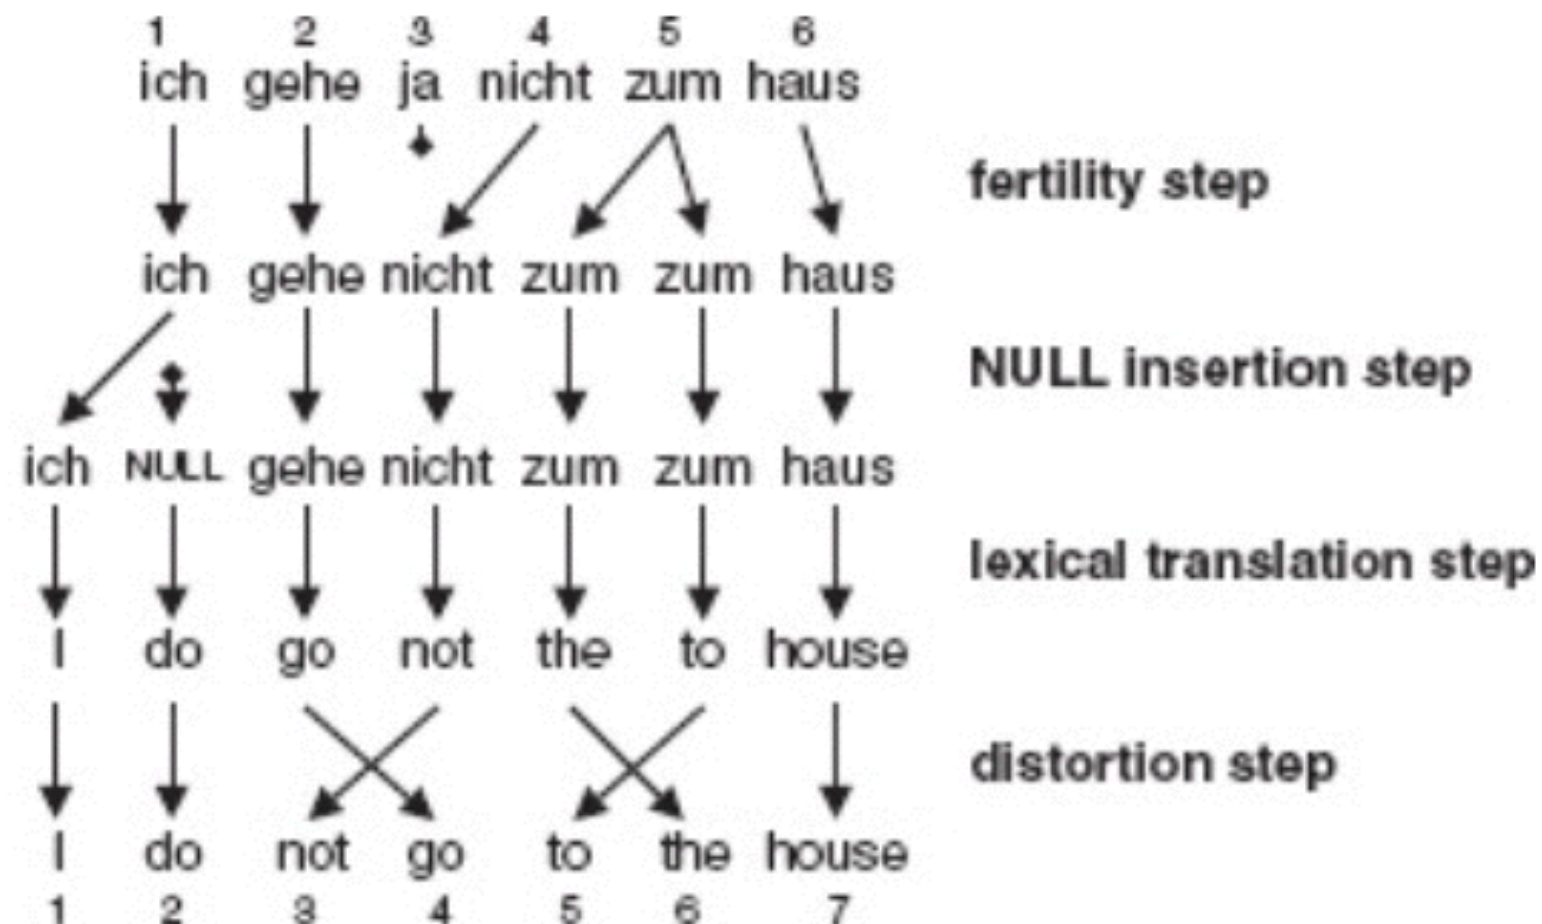 1 2 3 4 5 6
ich gehe ja nicht zum haus
fertility step
ich gehe nicht zum zum haus
NULL insertion step
ich NULL gehe nicht zum zum haus
lexical translation step
I do go not the to house
distortion step
I do not go to the house
1 2 3 4 5 6 7